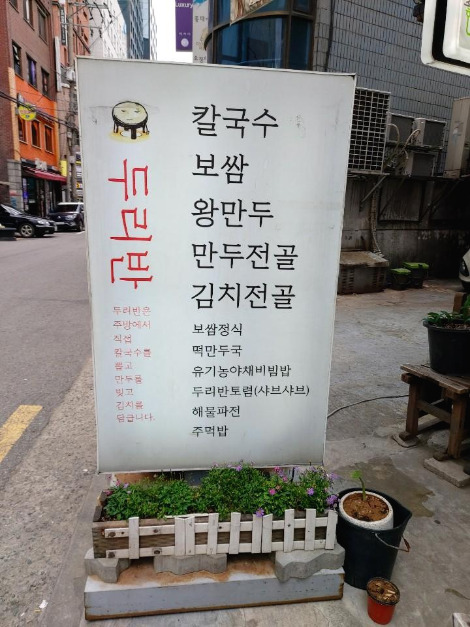 두리반
두리반은
주방에서
직접
칼국수를
뽑고
만두를
빚고
김치를
담급니다.
칼국수
보쌈
왕만두
만두전골
김치전골
보쌈정식
떡만두국
유기농야채비빔밥
두리반토렴(샤브샤브)
해물파전
주먹밥
Luxury